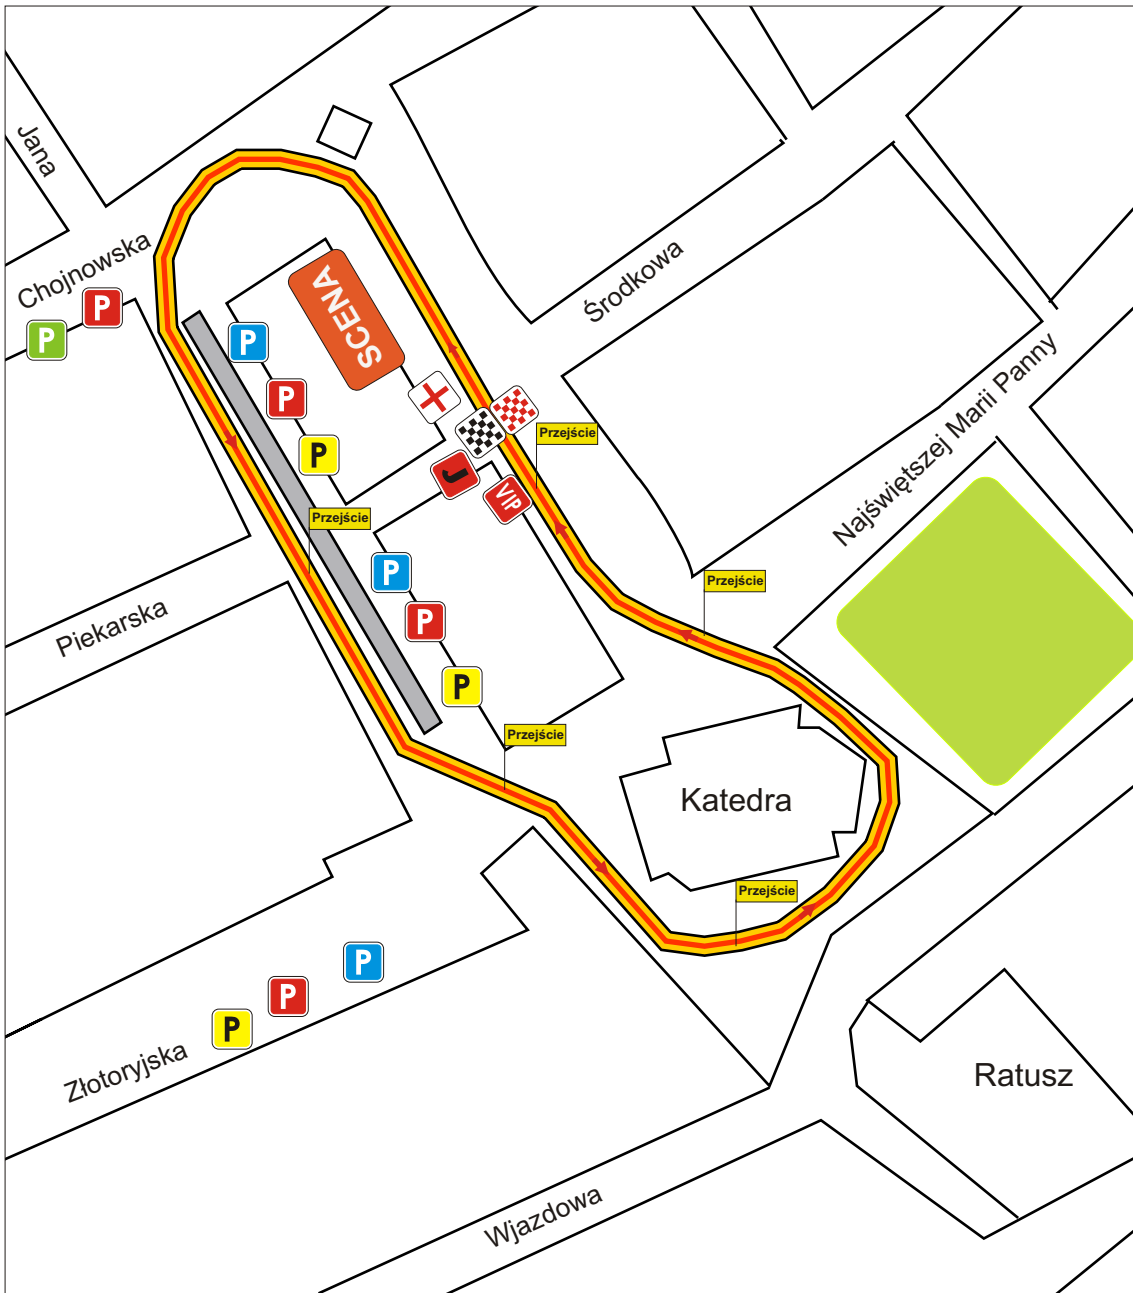 Jana
Chojnowska
P
P
P
SCENA
Środkowa
P
Przejście
P
J
VIP
Najświętszej Marii Panny
Przejście
P
Piekarska
P
Przejście
P
Przejście
Katedra
Przejście
P
P
P
Złotoryjska
Ratusz
Wjazdowa